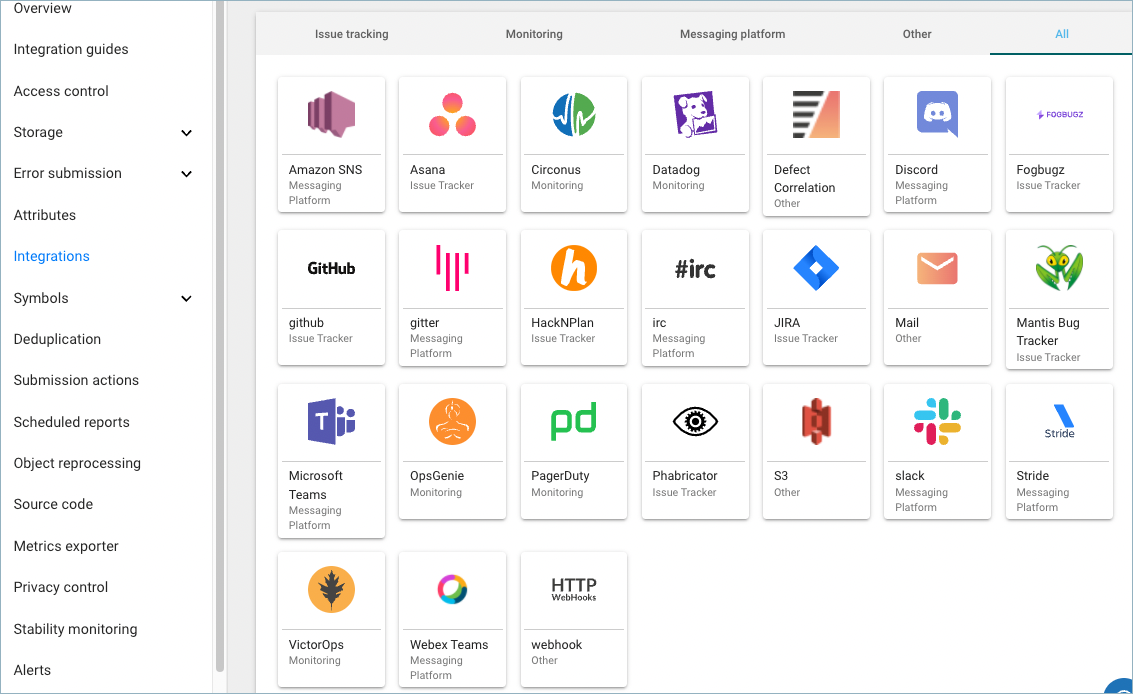 Overview
Integration guides
Access control
Storage
Error submission
Attributes
Integrations
Symbols
Deduplication
Submission actions
Scheduled reports
Object reprocessing
Source code
Metrics exporter
Privacy control
Stability monitoring
Alerts
Issue tracking
Monitoring
Messaging platform
Other
All
Amazon SNS
Messaging
Platform
Asana
Issue Tracker
Circonus
Monitoring
Datadog
Monitoring
Defect
Correlation
Other
Discord
Messaging
Platform
FOGBUGZ
Fogbugz
Issue Tracker
GitHub
github
Issue Tracker
gitter
Messaging
Platform
h
HackNPlan
Issue Tracker
#irc
irc
Messaging
Platform
JIRA
Issue Tracker
Mail
Other
Mantis Bug
Tracker
Issue Tracker
T
Microsoft
Teams
Messaging
Platform
OpsGenie
Monitoring
pd
PagerDuty
Monitoring
Phabricator
Issue Tracker
S3
Other
slack
Messaging
Platform
Stride
Stride
Messaging
Platform
VictorOps
Monitoring
Webex Teams
Messaging
Platform
HTTP
WebHooks
webhook
Other